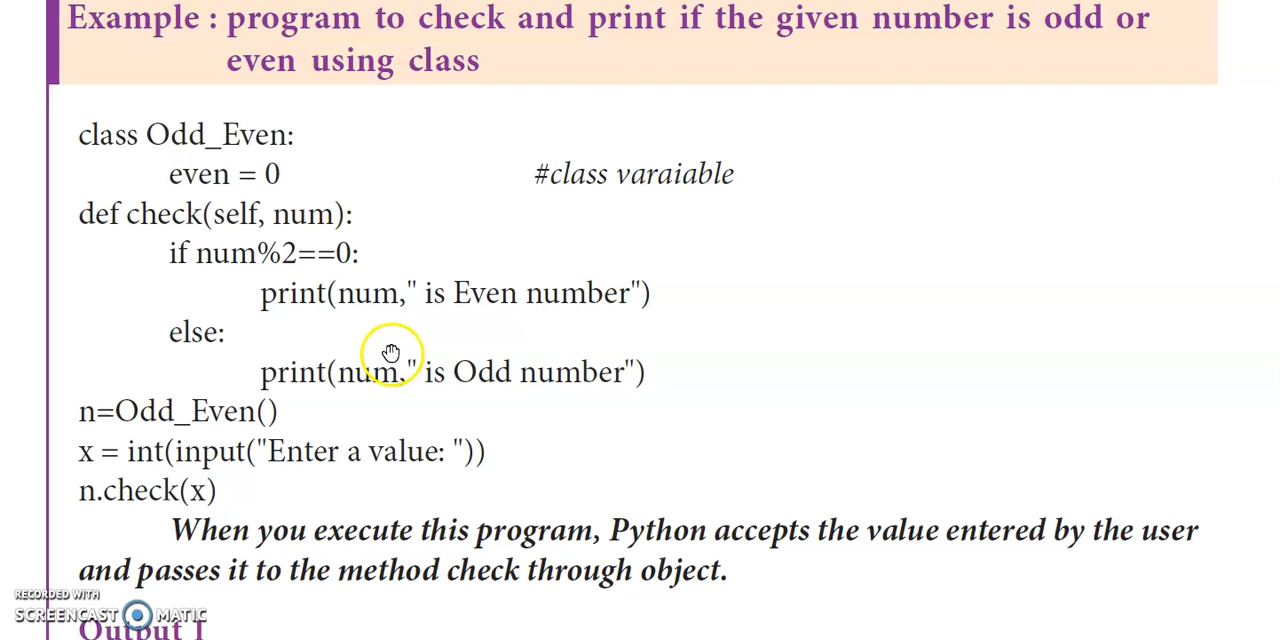 Example : program to check and print if the given number is odd or
even using class
class Odd_Even:
even = 0 #class varaiable
def check(self, num):
if num%2==0:
print(num," is Even number")
else:
print(num," is Odd number")
n=Odd_Even()
x = int(input("Enter a value: "))
n.check(x)
When you execute this program, Python accepts the value entered by the user
and passes it to the method check through object.
RECORDED WITH
SCREENCAST MATIC
Output 1